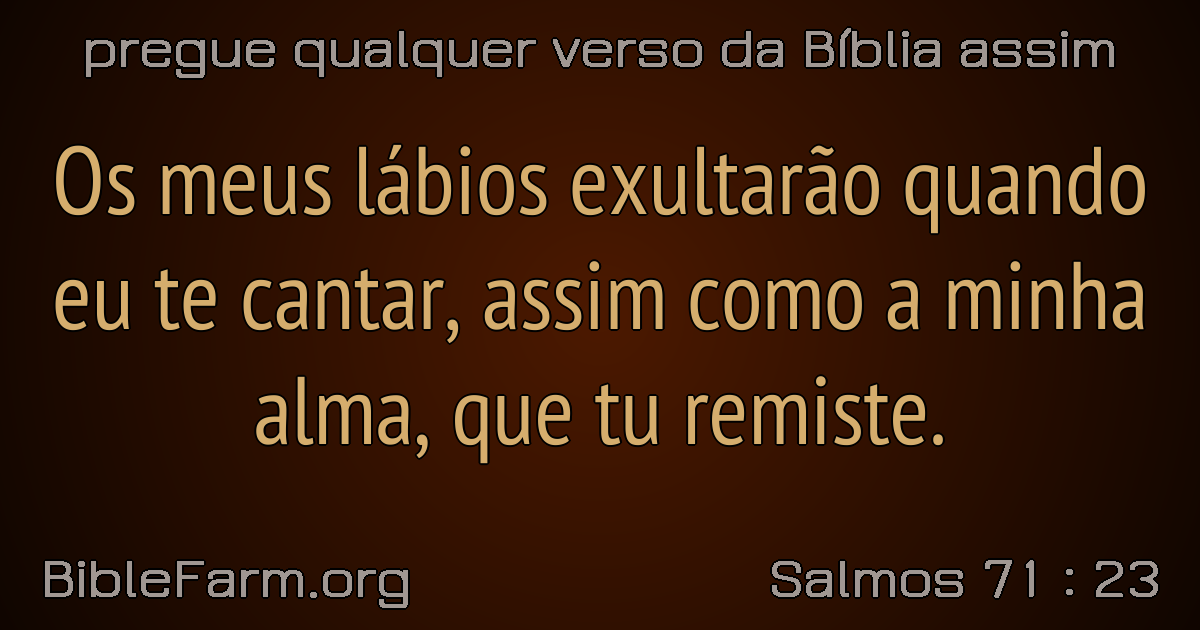 pregue qualquer verso da Bíblia assim
Os meus lábios exultarão quando
eu te cantar, assim como a minha
alma, que tu remiste.
BibleFarm.org
Salmos 71 : 23